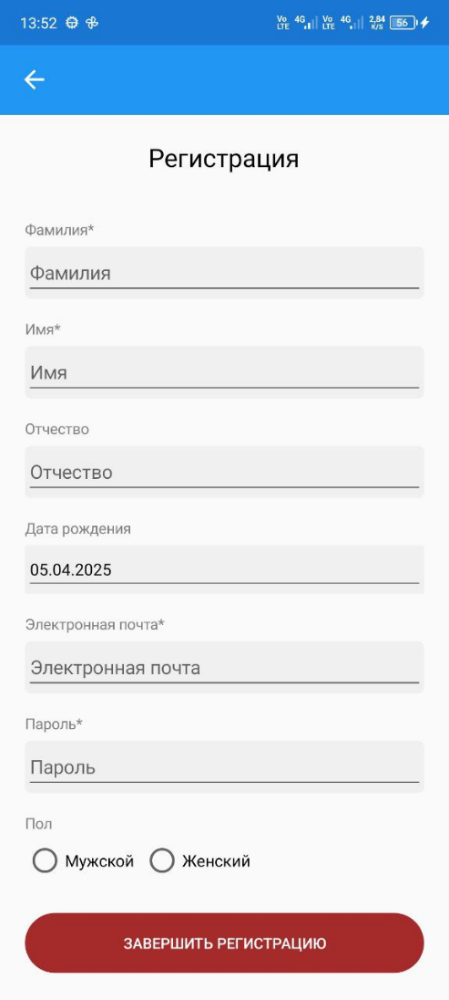 13:52 Vo LTE 4G Vo LTE 4G 2,84 K/S 56
Регистрация
Фамилия*
Фамилия
Имя*
Имя
Отчество
Отчество
Дата рождения
05.04.2025
Электронная почта*
Электронная почта
Пароль*
Пароль
Пол
Мужской Женский
ЗАВЕРШИТЬ РЕГИСТРАЦИЮ